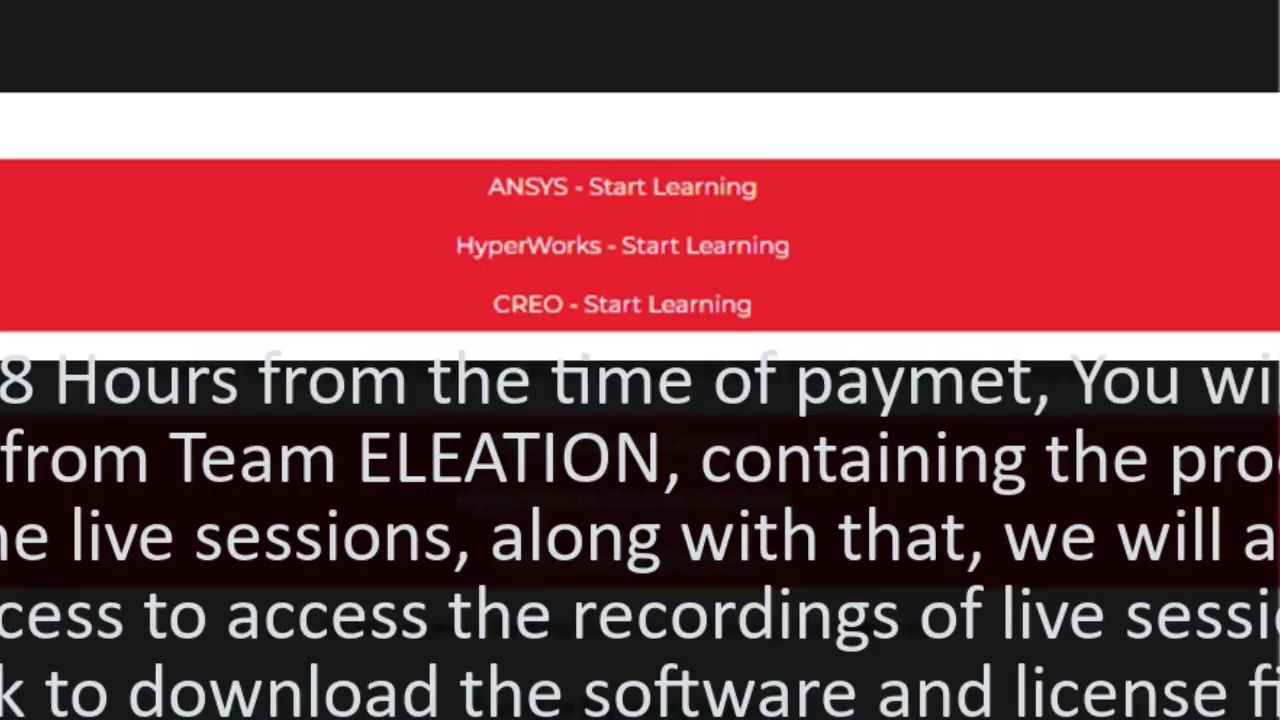 ANSYS - Start Learning
HyperWorks - Start Learning
CREO - Start Learning
8 Hours from the time of paymet, You wi
from Team ELEATION, containing the pro
ne live sessions, along with that, we will a
cess to access the recordings of live sessi
k to download the software and license fi